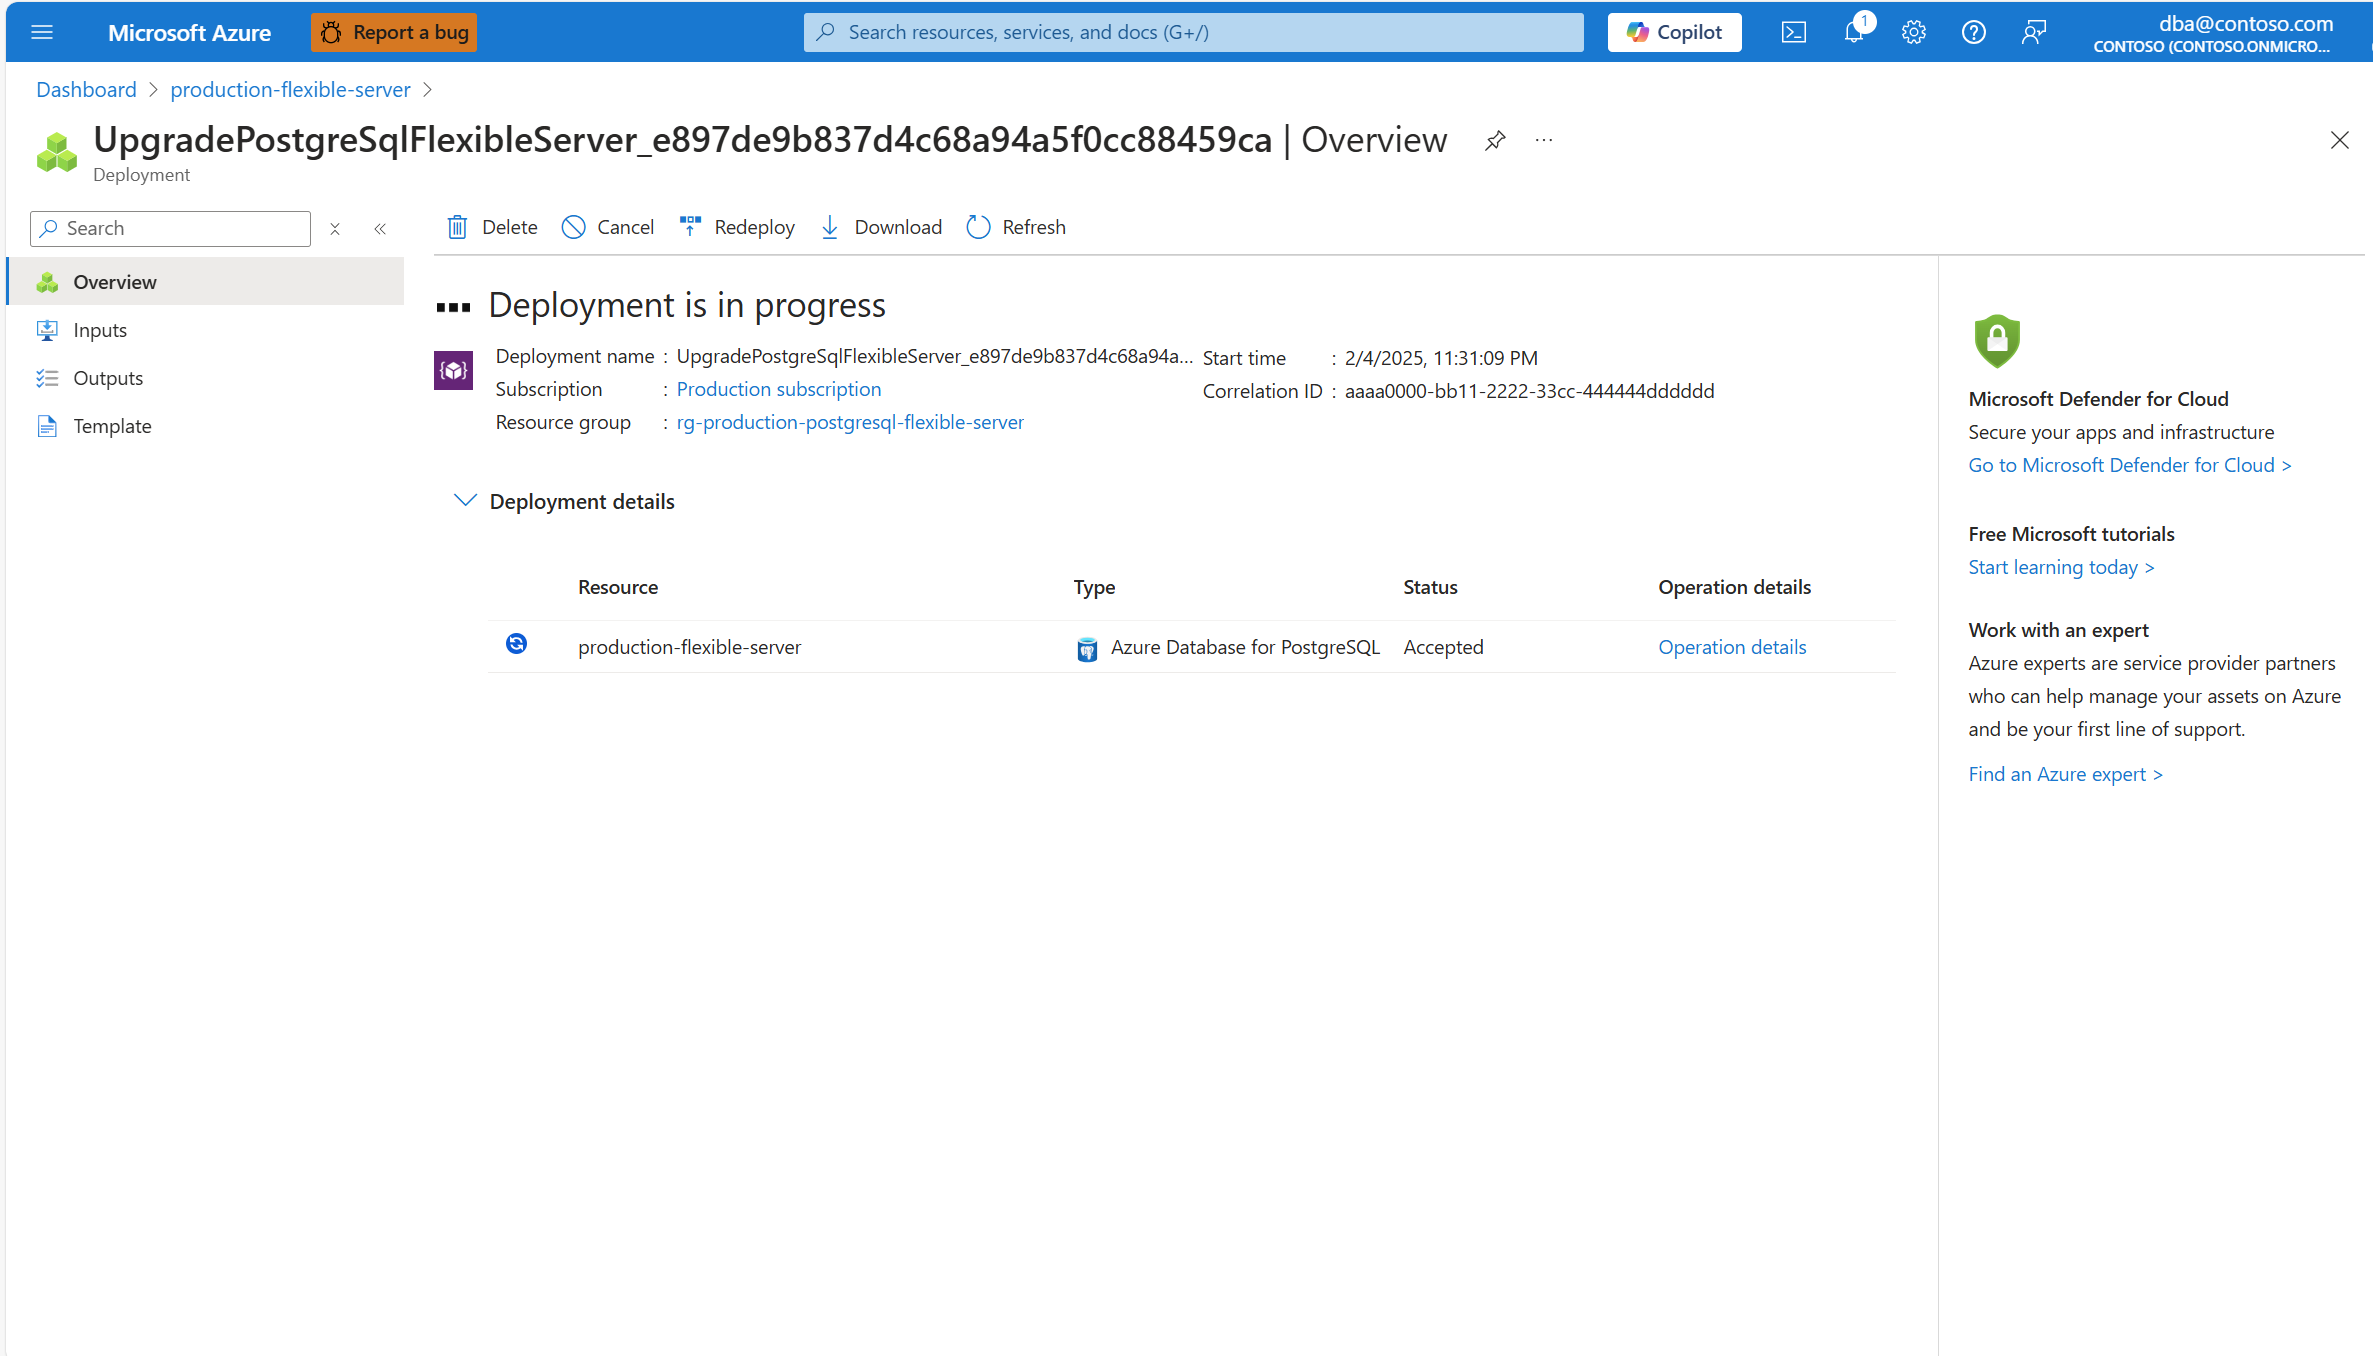 Microsoft Azure
Report a bug
Search resources, services, and docs (G+/)
Copilot
1
dba@contoso.com
CONTOSO (CONTOSO.ONMICRO...
Dashboard > production-flexible-server >
UpgradePostgreSqlFlexibleServer_e897de9b837d4c68a94a5f0cc88459ca | Overview
...
Deployment
Search
Delete
Cancel
Redeploy
Download
Refresh
Overview
Inputs
Outputs
Template
Deployment is in progress
Deployment name : UpgradePostgreSqlFlexibleServer_e897de9b837d4c68a94a...
Subscription : Production subscription
Resource group : rg-production-postgresql-flexible-server
Start time : 2/4/2025, 11:31:09 PM
Correlation ID : aaaa0000-bb11-2222-33cc-444444dddddd
Deployment details
Resource Type Status Operation details
production-flexible-server Azure Database for PostgreSQL Accepted Operation details
Microsoft Defender for Cloud
Secure your apps and infrastructure
Go to Microsoft Defender for Cloud >
Free Microsoft tutorials
Start learning today >
Work with an expert
Azure experts are service provider partners
who can help manage your assets on Azure
and be your first line of support.
Find an Azure expert >